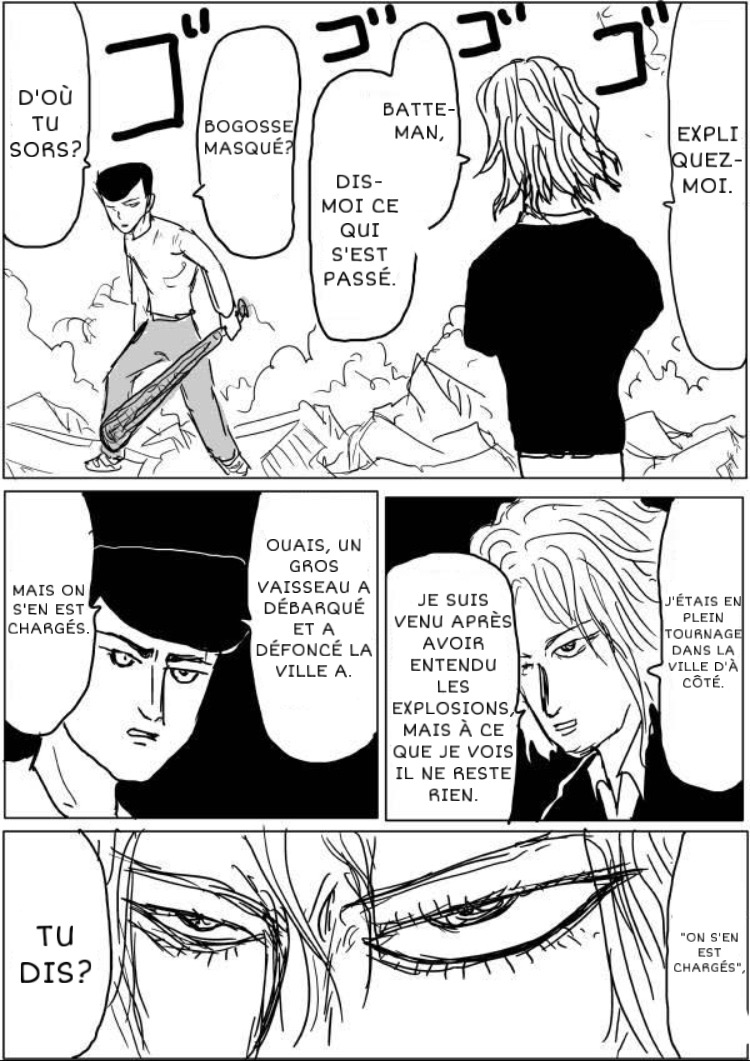 EXPLI
QUEZ-
MOI.
BATTE-
MAN,
DIS-
MOI CE
QUI
S'EST
PASSÉ.
BOGOSSE
MASQUÉ?
D'OÙ
TU
SORS?
ゴゴゴゴ
J'ÉTAIS EN
PLEIN
TOURNAGE
DANS LA
VILLE D'À
CÔTÉ.
JE SUIS
VENU APRÈS
AVOIR
ENTENDU
LES
EXPLOSIONS,
MAIS À CE
QUE JE VOIS
IL NE RESTE
RIEN.
OUAIS, UN
GROS
VAISSEAU A
DÉBARQUÉ
ET A
DÉFONCÉ LA
VILLE A.
MAIS ON
S'EN EST
CHARGÉS.
"ON S'EN
EST
CHARGÉS",
TU
DIS?